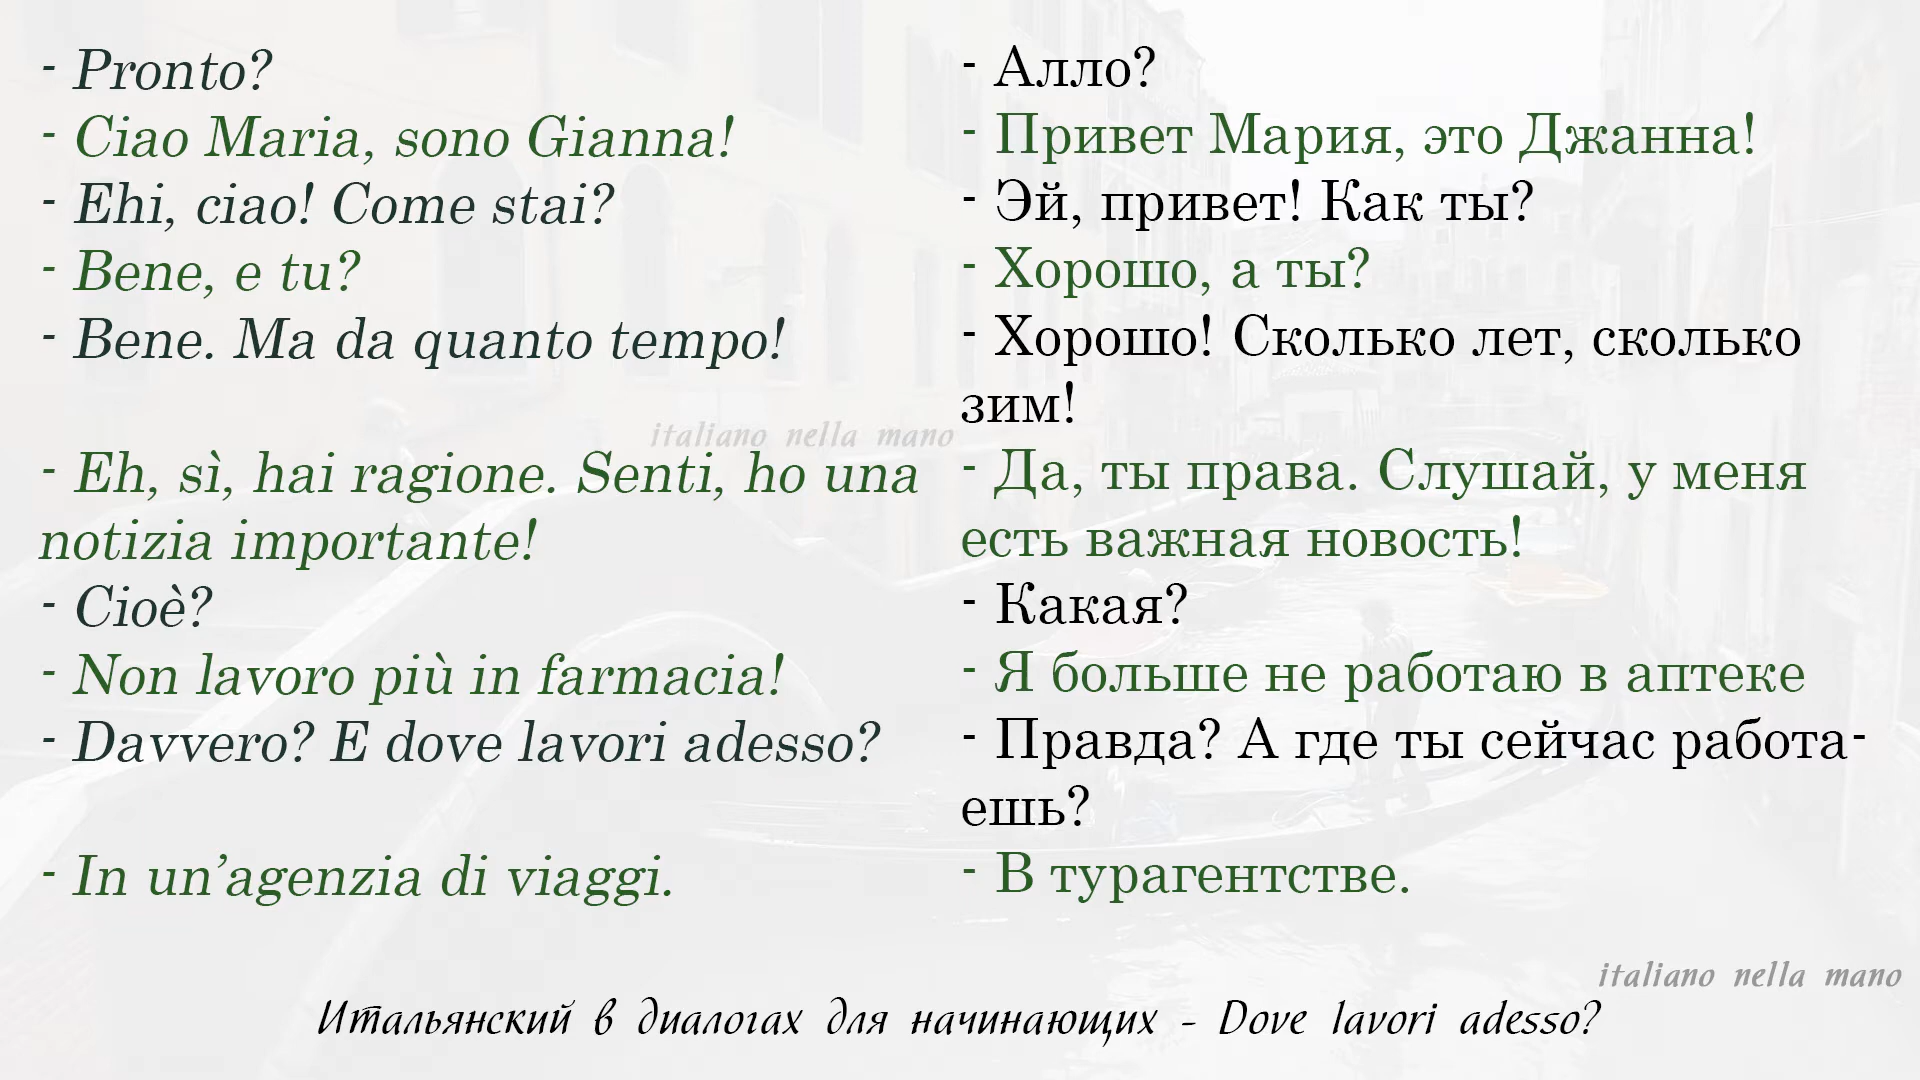 - Pronto?
- Ciao Maria, sono Gianna!
- Ehi, ciao! Come stai?
- Bene, e tu?
- Bene. Ma da quanto tempo!
- Eh, sì, hai ragione. Senti, ho una
notizia importante!
- Cioè?
- Non lavoro più in farmacia!
- Davvero? E dove lavori adesso?
- In un’agenzia di viaggi.
- Алло?
- Привет Мария, это Джанна!
- Эй, привет! Как ты?
- Хорошо, а ты?
- Хорошо! Сколько лет, сколько
зим!
- Да, ты права. Слушай, у меня
есть важная новость!
- Какая?
- Я больше не работаю в аптеке
- Правда? А где ты сейчас работа-
ешь?
- В турагентстве.
italiano nella mano
italiano nella mano
Итальянский в диалогах для начинающих - Dove lavori adesso?